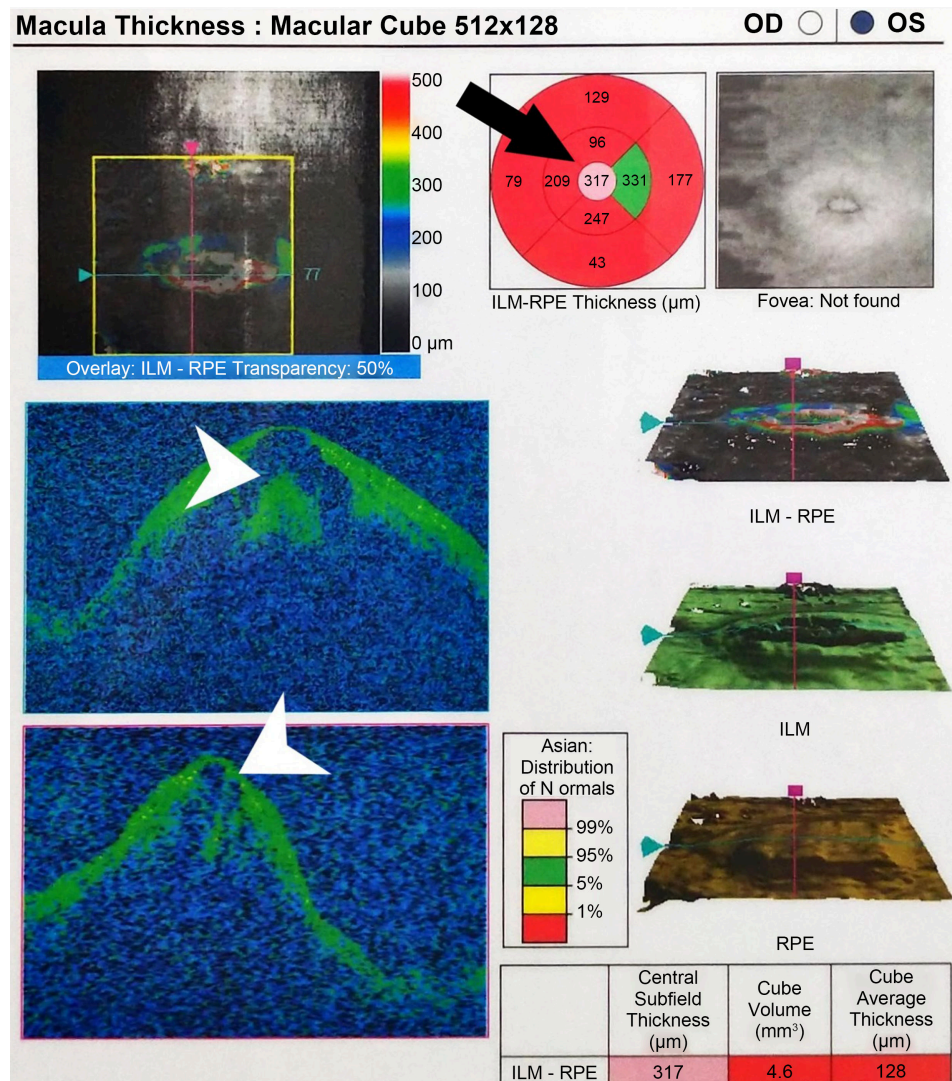 Macula Thickness : Macular Cube 512x128
OD OS
500
400
300
200
100
0 µm
77
Overlay: ILM - RPE Transparency: 50%
129
96
79 209 317 331 177
247
43
ILM-RPE Thickness (µm)
Fovea: Not found
ILM - RPE
ILM
RPE
Asian:
Distribution
of N ormals
99%
95%
5%
1%
Central
Subfield
Thickness
(µm)
Cube
Volume
(mm³)
Cube
Average
Thickness
(µm)
ILM - RPE 317 4.6 128